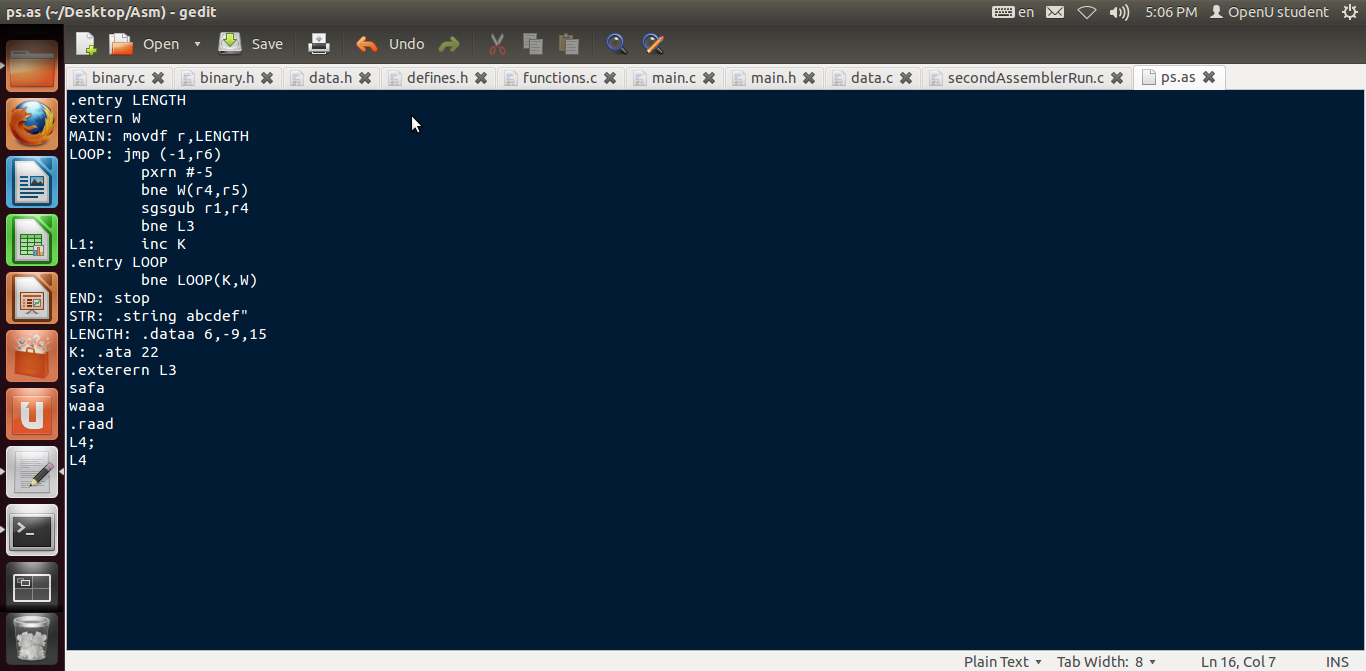 ps.as (~/Desktop/Asm) - gedit
en
5:06 PM
OpenU student
Open
Save
Undo
binary.c
binary.h
data.h
defines.h
functions.c
main.c
main.h
data.c
secondAssemblerRun.c
ps.as
.entry LENGTH
extern W
MAIN: movdf r,LENGTH
LOOP: jmp (-1,r6)
pxrn #-5
bne W(r4,r5)
sgsgub r1,r4
bne L3
L1: inc K
.entry LOOP
bne LOOP(K,W)
END: stop
STR: .string abcdef"
LENGTH: .dataa 6,-9,15
K: .ata 22
.exterern L3
safa
waaa
.raad
L4;
L4
Plain Text
Tab Width: 8
Ln 16, Col 7
INS